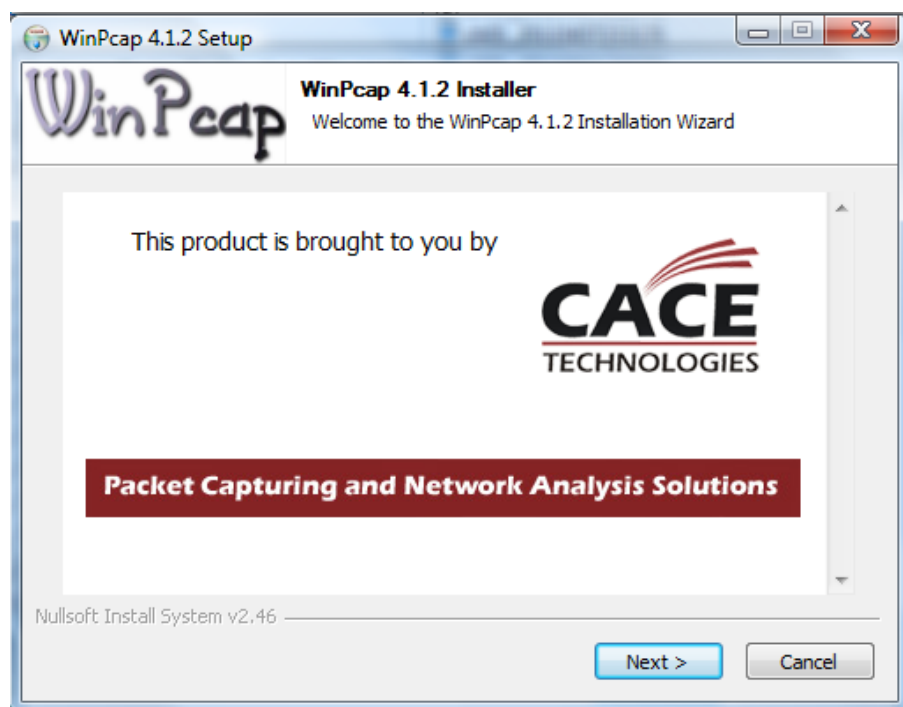 WinPcap 4.1.2 Setup
WinPcap
WinPcap 4.1.2 Installer
Welcome to the WinPcap 4.1.2 Installation Wizard
This product is brought to you by
CACE
TECHNOLOGIES
Packet Capturing and Network Analysis Solutions
Nullsoft Install System v2.46
Next >
Cancel